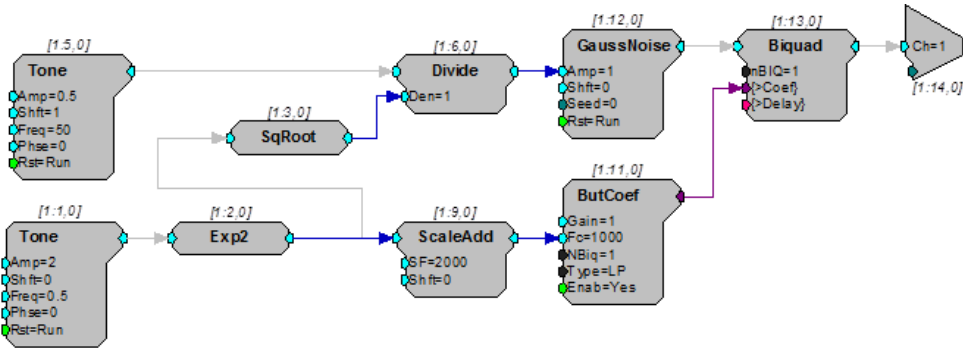 [1:5,0]
Tone
Amp=0.5
Shft=1
Freq=50
Phse=0
Rst=Run
[1:3,0]
SqRoot
[1:6,0]
Divide
Den=1
[1:12,0]
GaussNoise
Amp=1
Shft=0
Seed=0
Rst=Run
[1:13,0]
Biquad
nBIQ=1
{>Coef}
{>Delay}
Ch=1
[1:14,0]
[1:1,0]
Tone
Amp=2
Shft=0
Freq=0.5
Phse=0
Rst=Run
[1:2,0]
Exp2
[1:9,0]
ScaleAdd
SF=2000
Shft=0
[1:11,0]
ButCoef
Gain=1
Fc=1000
NBiq=1
Type=LP
Enab=Yes